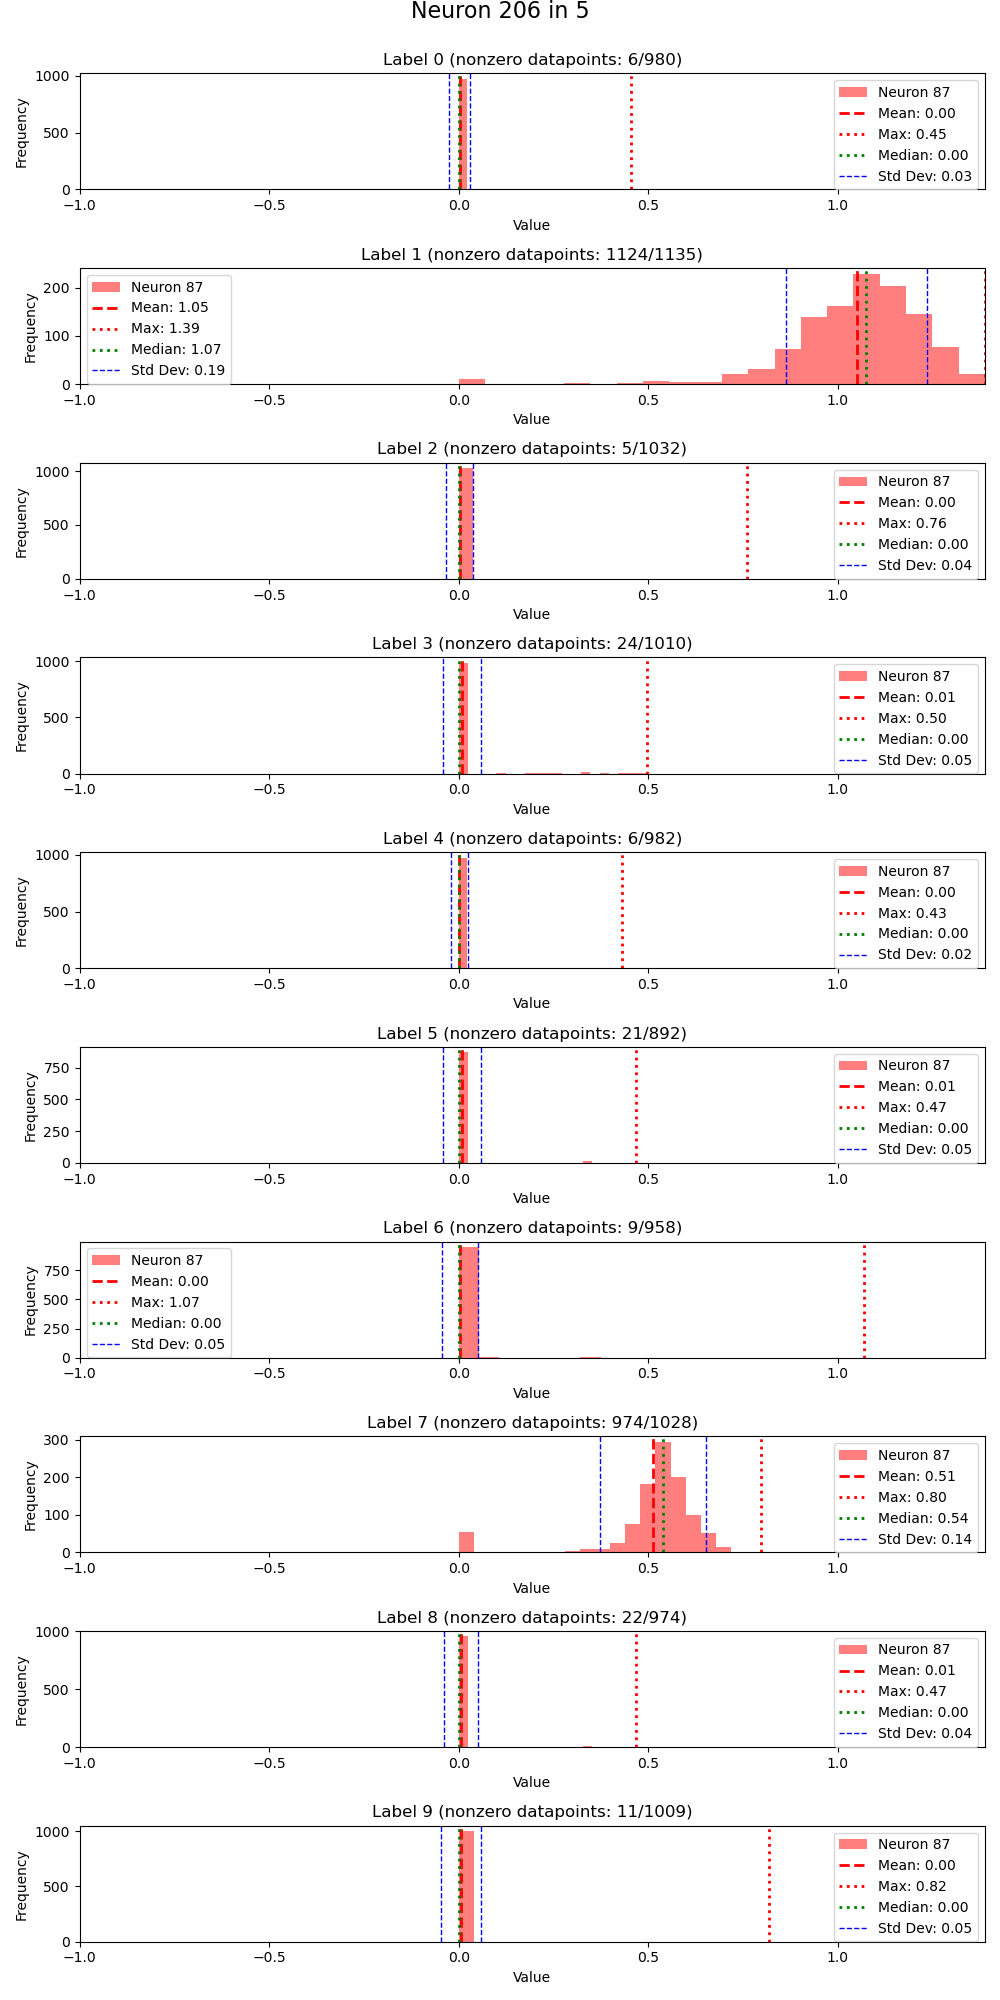 Neuron 206 in 5
Label 0 (nonzero datapoints: 6/980)
Frequency
1000
500
0
Neuron 87
Mean: 0.00
Max: 0.45
Median: 0.00
Std Dev: 0.03
−1.0 −0.5 0.0 0.5 1.0
Value
Label 1 (nonzero datapoints: 1124/1135)
Frequency
200
100
0
Neuron 87
Mean: 1.05
Max: 1.39
Median: 1.07
Std Dev: 0.19
−1.0 −0.5 0.0 0.5 1.0
Value
Label 2 (nonzero datapoints: 5/1032)
Frequency
1000
500
0
Neuron 87
Mean: 0.00
Max: 0.76
Median: 0.00
Std Dev: 0.04
−1.0 −0.5 0.0 0.5 1.0
Value
Label 3 (nonzero datapoints: 24/1010)
Frequency
1000
500
0
Neuron 87
Mean: 0.01
Max: 0.50
Median: 0.00
Std Dev: 0.05
−1.0 −0.5 0.0 0.5 1.0
Value
Label 4 (nonzero datapoints: 6/982)
Frequency
1000
500
0
Neuron 87
Mean: 0.00
Max: 0.43
Median: 0.00
Std Dev: 0.02
−1.0 −0.5 0.0 0.5 1.0
Value
Label 5 (nonzero datapoints: 21/892)
Frequency
750
500
250
0
Neuron 87
Mean: 0.01
Max: 0.47
Median: 0.00
Std Dev: 0.05
−1.0 −0.5 0.0 0.5 1.0
Value
Label 6 (nonzero datapoints: 9/958)
Frequency
750
500
250
0
Neuron 87
Mean: 0.00
Max: 1.07
Median: 0.00
Std Dev: 0.05
−1.0 −0.5 0.0 0.5 1.0
Value
Label 7 (nonzero datapoints: 974/1028)
Frequency
300
200
100
0
Neuron 87
Mean: 0.51
Max: 0.80
Median: 0.54
Std Dev: 0.14
−1.0 −0.5 0.0 0.5 1.0
Value
Label 8 (nonzero datapoints: 22/974)
Frequency
1000
500
0
Neuron 87
Mean: 0.01
Max: 0.47
Median: 0.00
Std Dev: 0.04
−1.0 −0.5 0.0 0.5 1.0
Value
Label 9 (nonzero datapoints: 11/1009)
Frequency
1000
500
0
Neuron 87
Mean: 0.00
Max: 0.82
Median: 0.00
Std Dev: 0.05
−1.0 −0.5 0.0 0.5 1.0
Value